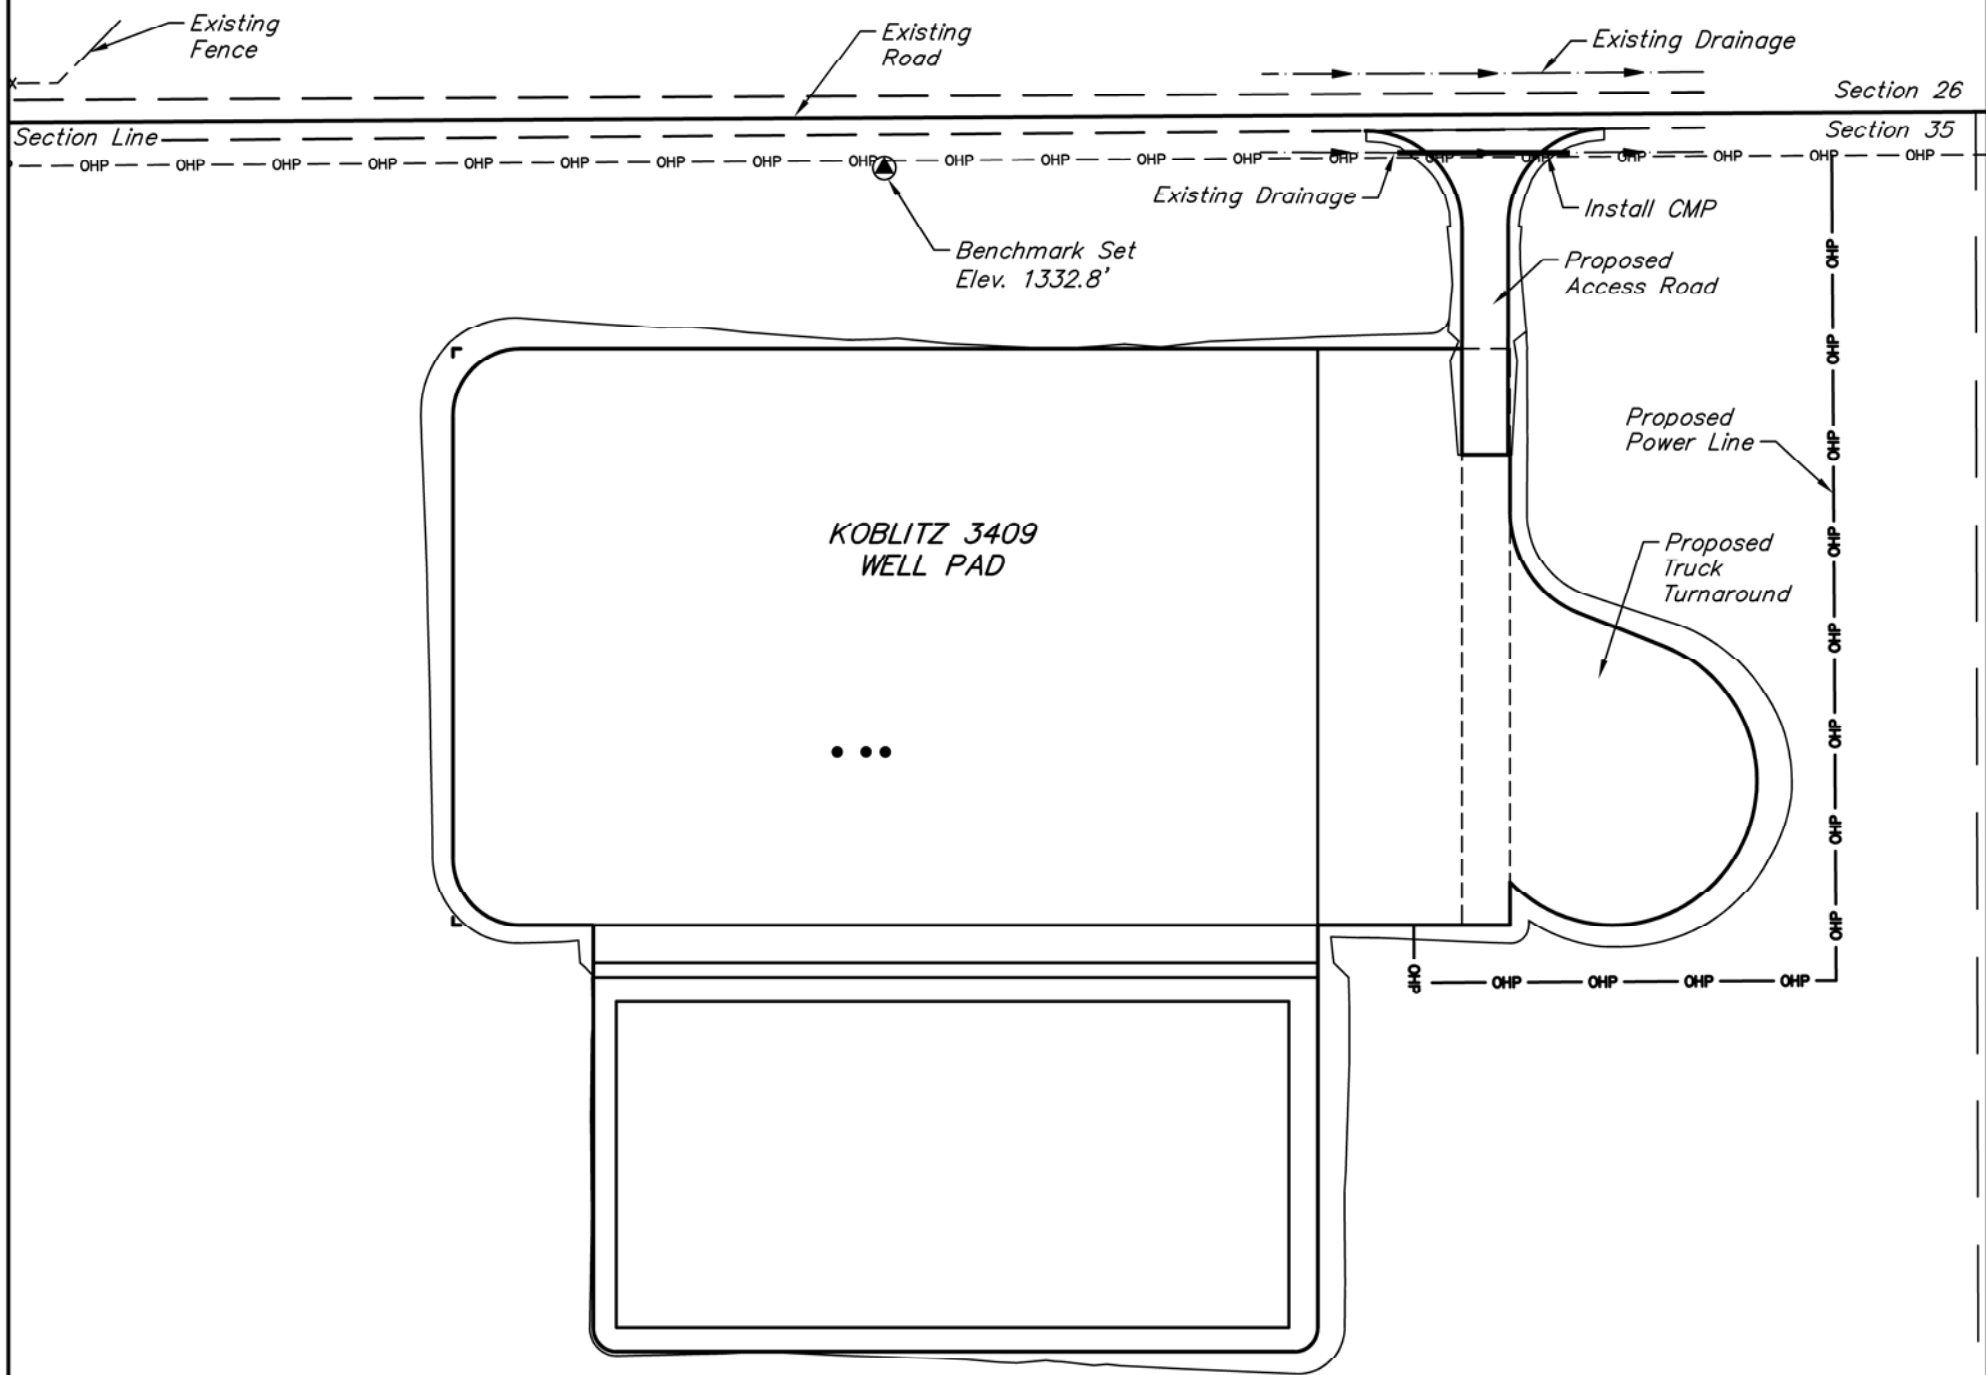 Existing
Fence
Existing
Road
Existing Drainage
Section 26
Section Line
Section 35
OHP OHP OHP OHP OHP OHP OHP OHP OHP OHP OHP OHP OHP OHP OHP OHP OHP OHP OHP OHP
Existing Drainage
Install CMP
Benchmark Set
Elev. 1332.8'
Proposed
Access Road
OHP
OHP
Proposed
Power Line
OHP
KOBLITZ 3409
WELL PAD
OHP
Proposed
Truck
Turnaround
OHP
OHP
OHP
OHP
OHP
OHP OHP OHP OHP